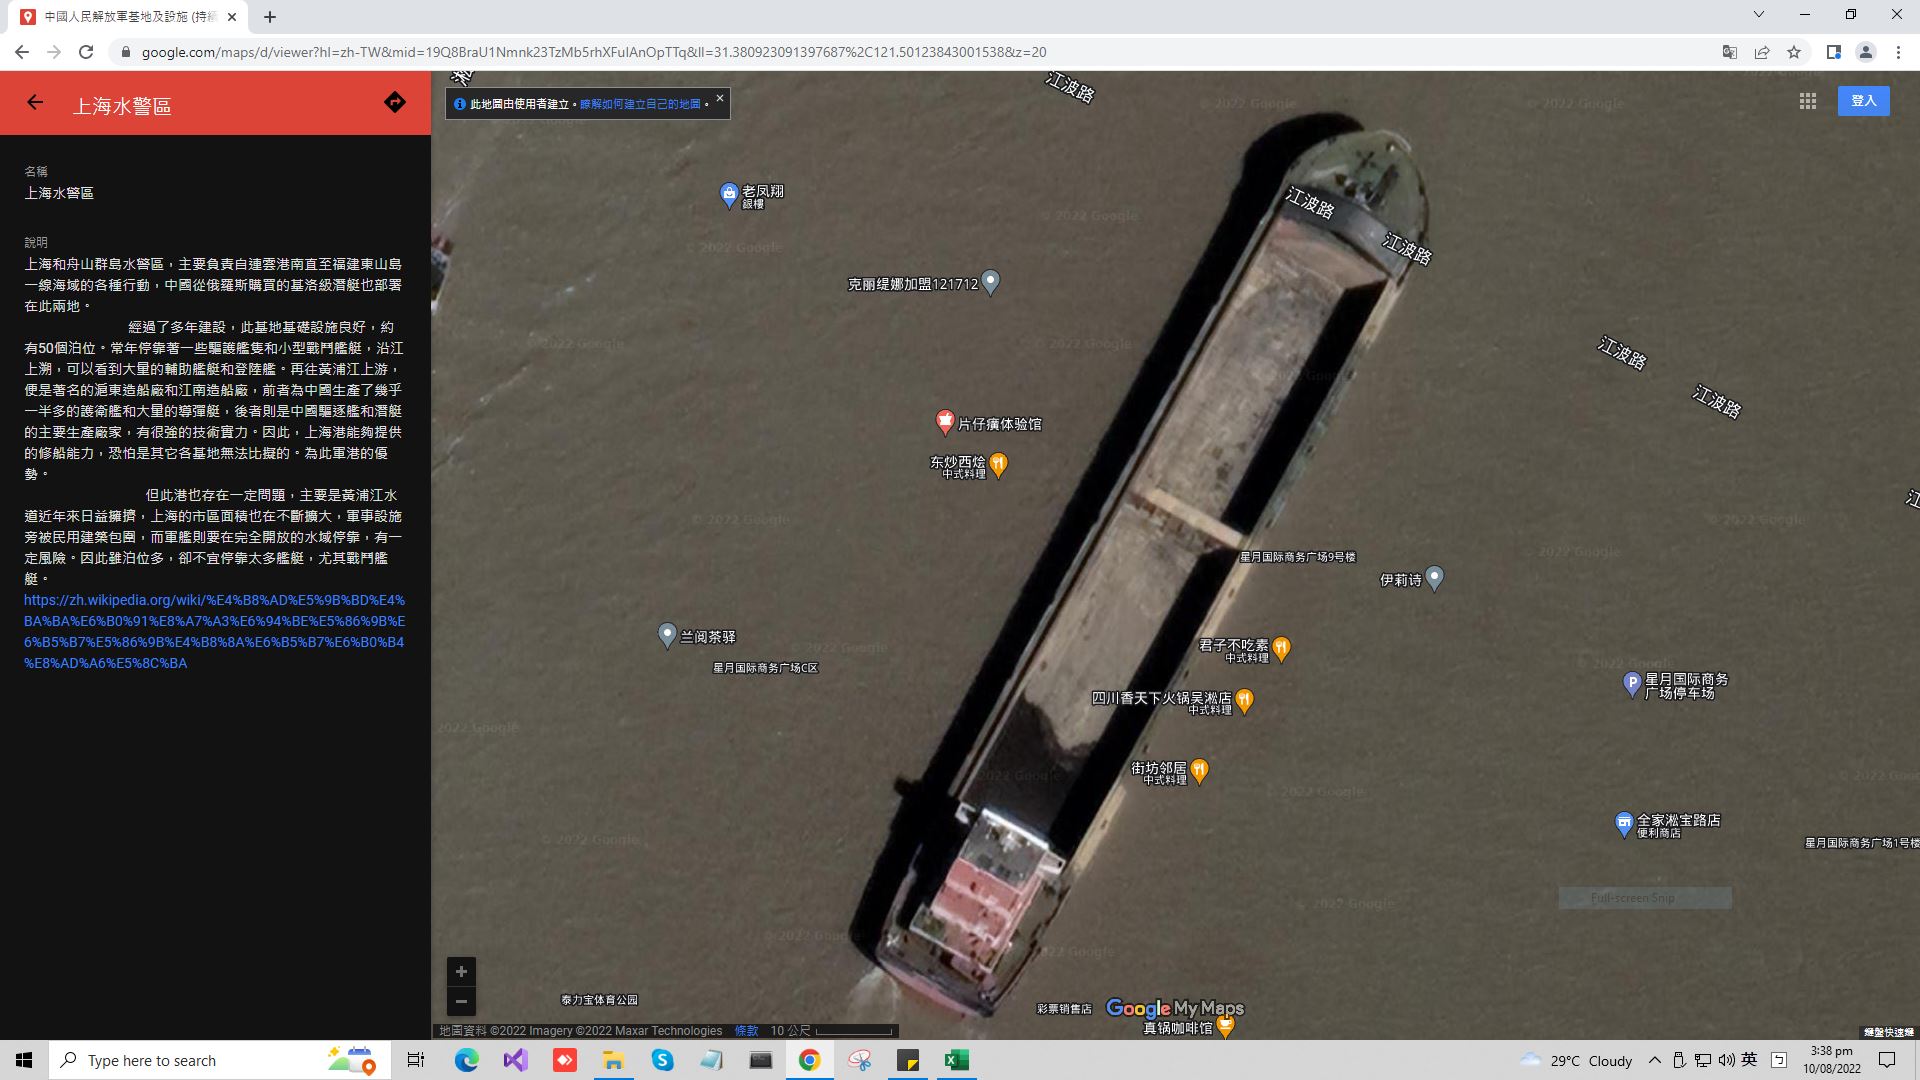 中國人民解放軍基地及設施 (持續
google.com/maps/d/viewer?hl=zh-TW&mid=19Q8BraU1Nmnk23TzMb5rhXFulAnOpTTq&ll=31.380923091397687%2C121.50123843001538&z=20
上海水警區
名稱
上海水警區
說明
上海和舟山群島水警區，主要負責自連雲港南直至福建東山島
一線海域的各種行動，中國從俄羅斯購買的基洛級潛艇也部署
在此兩地。
經過了多年建設，此基地基礎設施良好，約
有50個泊位。常年停靠著一些驅護艦隻和小型戰鬥艦艇，沿江
上溯，可以看到大量的輔助艦艇和登陸艦。再往黃浦江上游，
便是著名的滬東造船廠和江南造船廠，前者為中國生產了幾乎
一半多的護衛艦和大量的導彈艇，後者則是中國驅逐艦和潛艇
的主要生產廠家，有很強的技術實力。因此，上海港能夠提供
的修船能力，恐怕是其它各基地無法比擬的。為此軍港的優
勢。
但此港也存在一定問題，主要是黃浦江水
道近年來日益擁擠，上海的市區面積也在不斷擴大，軍事設施
旁被民用建築包圍，而軍艦則要在完全開放的水域停靠，有一
定風險。因此雖泊位多，卻不宜停靠太多艦艇，尤其戰鬥艦
艇。
https://zh.wikipedia.org/wiki/%E4%B8%AD%E5%9B%BD%E4%
BA%BA%E6%B0%91%E8%A7%A3%E6%94%BE%E5%86%9B%E
6%B5%B7%E5%86%9B%E4%B8%8A%E6%B5%B7%E6%B0%B4
%E8%AD%A6%E5%8C%BA
此地圖由使用者建立。瞭解如何建立自己的地圖。
登入
江波路
老凤翔
銀樓
江波路
江波路
克丽缇娜加盟121712
江波路
江波路
片仔癀体验馆
东炒西烩
中式料理
星月国际商务广场9号楼
伊莉诗
兰阅茶驿
星月国际商务广场C区
君子不吃素
中式料理
四川香天下火锅吴淞店
中式料理
星月国际商务
广场停车场
街坊邻居
中式料理
全家淞宝路店
便利商店
星月国际商务广场1号楼
Full-screen Snip
© 2022 Google
泰力宝体育公园
彩票销售店
Google My Maps
真锅咖啡馆
地圖資料 ©2022 Imagery ©2022 Maxar Technologies 條款 10 公尺
鍵盤快速鍵
Type here to search
29°C Cloudy
英
3:38 pm
10/08/2022